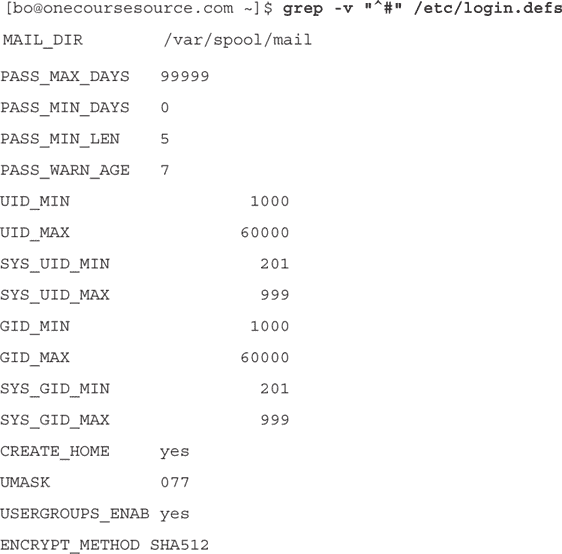 [bo@onecoursesource.com ~]$ grep -v "^#" /etc/login.defs
MAIL_DIR        /var/spool/mail
PASS_MAX_DAYS   99999
PASS_MIN_DAYS   0
PASS_MIN_LEN    5
PASS_WARN_AGE   7
UID_MIN                  1000
UID_MAX                 60000
SYS_UID_MIN               201
SYS_UID_MAX               999
GID_MIN                  1000
GID_MAX                 60000
SYS_GID_MIN               201
SYS_GID_MAX               999
CREATE_HOME     yes
UMASK           077
USERGROUPS_ENAB yes
ENCRYPT_METHOD SHA512